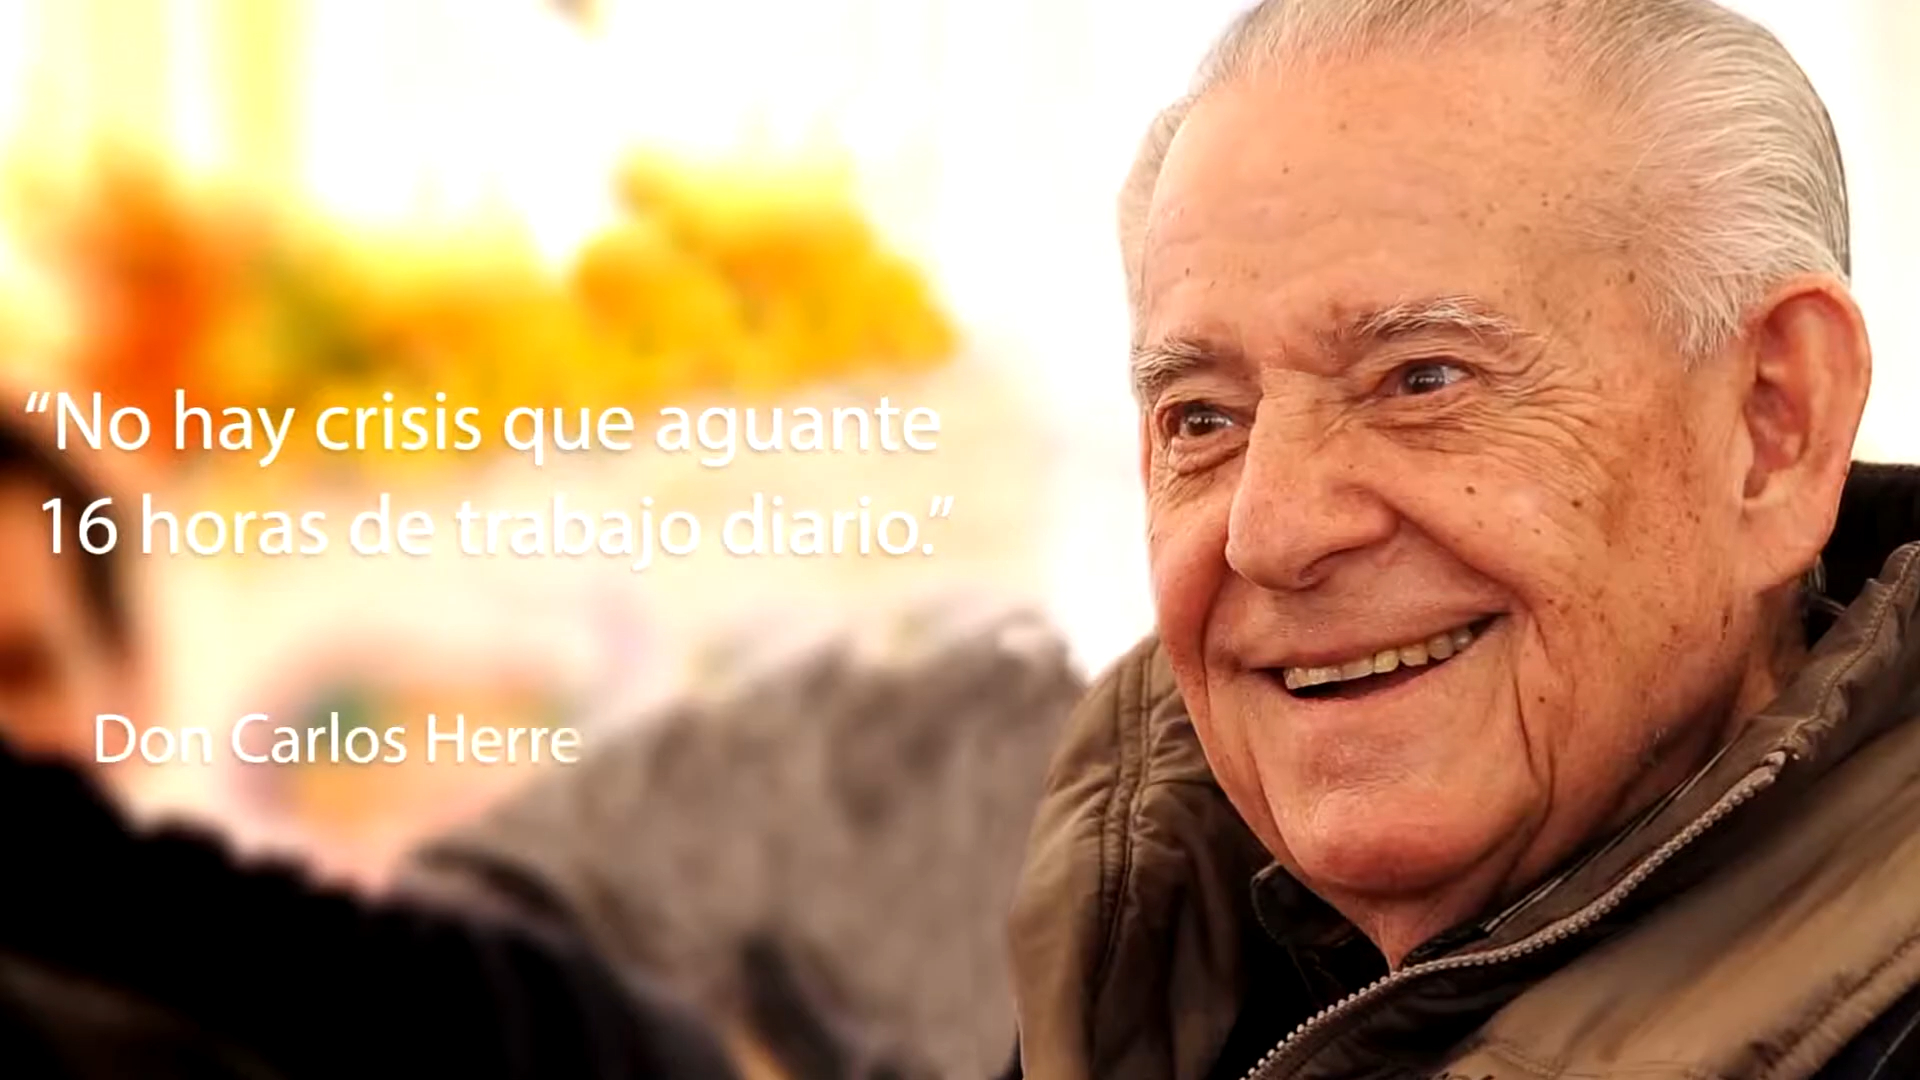 “No hay crisis que aguante
16 horas de trabajo diario.”
Don Carlos Herre